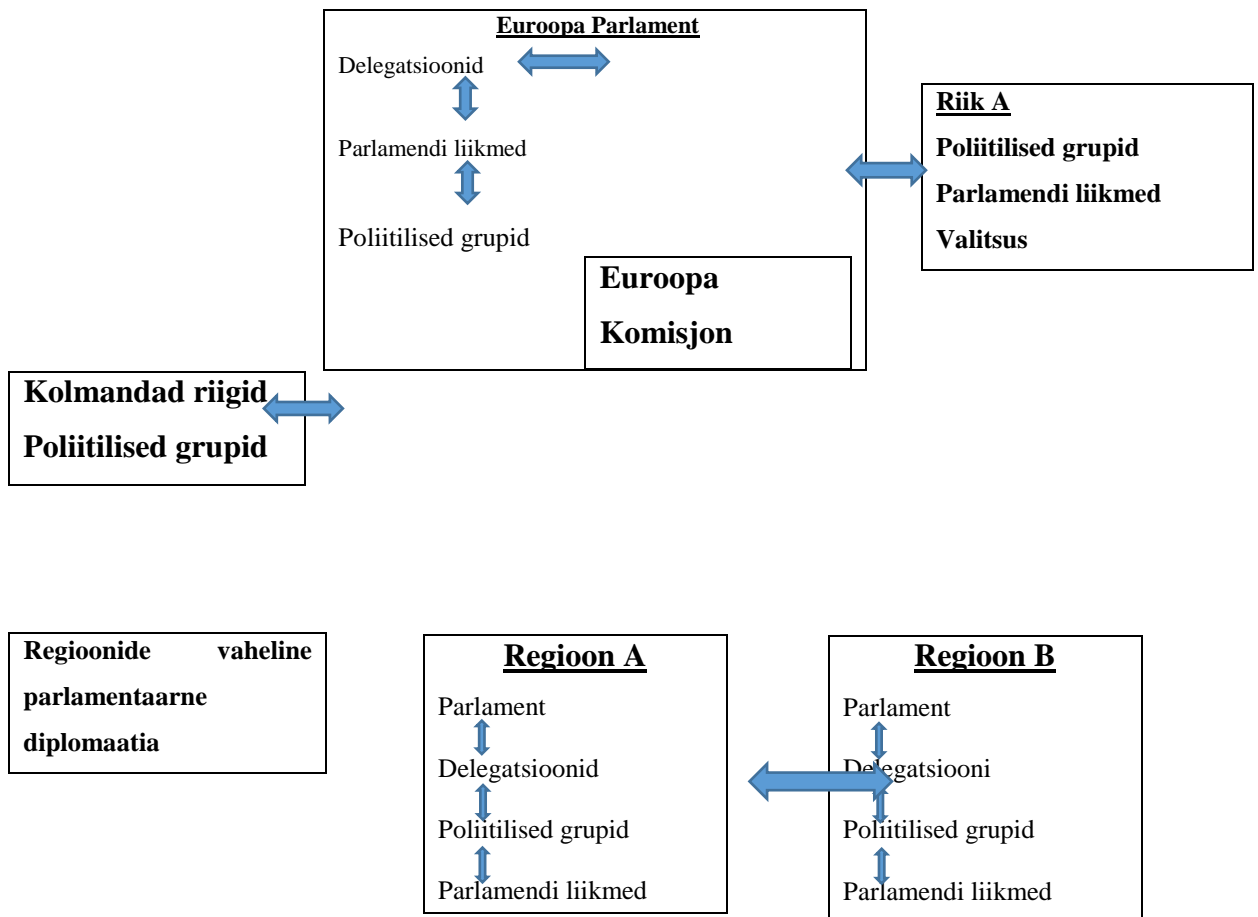 Euroopa Parlament
Delegatsioonid
Parlamendi liikmed
Poliitilised grupid
Euroopa
Komisjon
Riik A
Poliitilised grupid
Parlamendi liikmed
Valitsus
Kolmandad riigid
Poliitilised grupid
Regioonide vaheline
parlamentaarne
diplomaatia
Regioon A
Parlament
Delegatsioonid
Poliitilised grupid
Parlamendi liikmed
Regioon B
Parlament
Delegatsiooni
Poliitilised grupid
Parlamendi liikmed